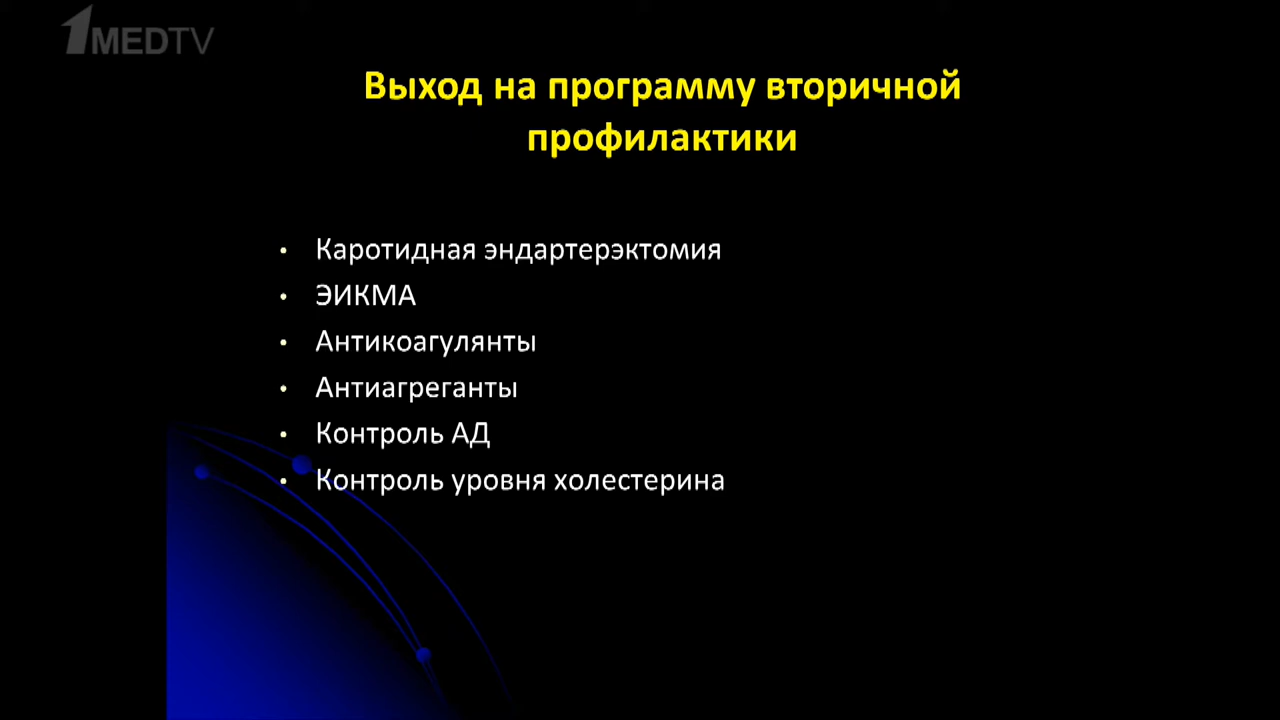 1MEDTV
Выход на программу вторичной
профилактики
• Каротидная эндартерэктомия
• ЭИКМА
• Антикоагулянты
• Антиагреганты
• Контроль АД
• Контроль уровня холестерина